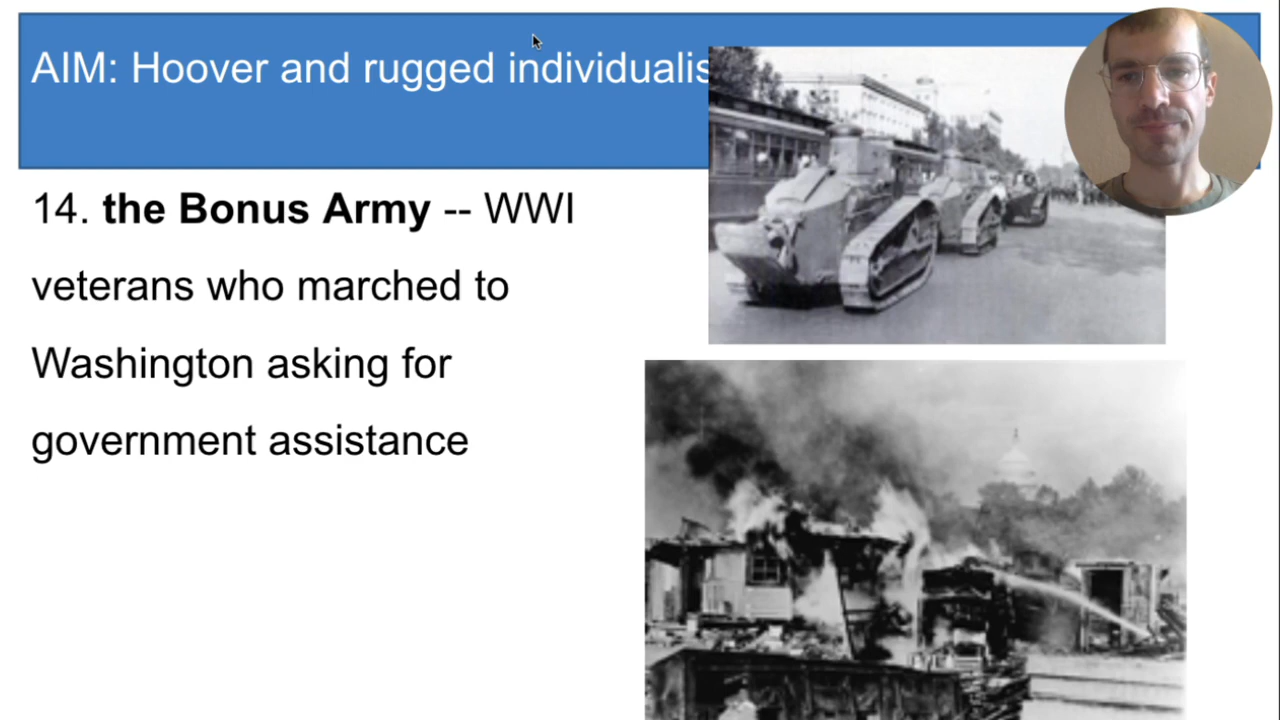 AIM: Hoover and rugged individualis
14. the Bonus Army -- WWI
veterans who marched to
Washington asking for
government assistance